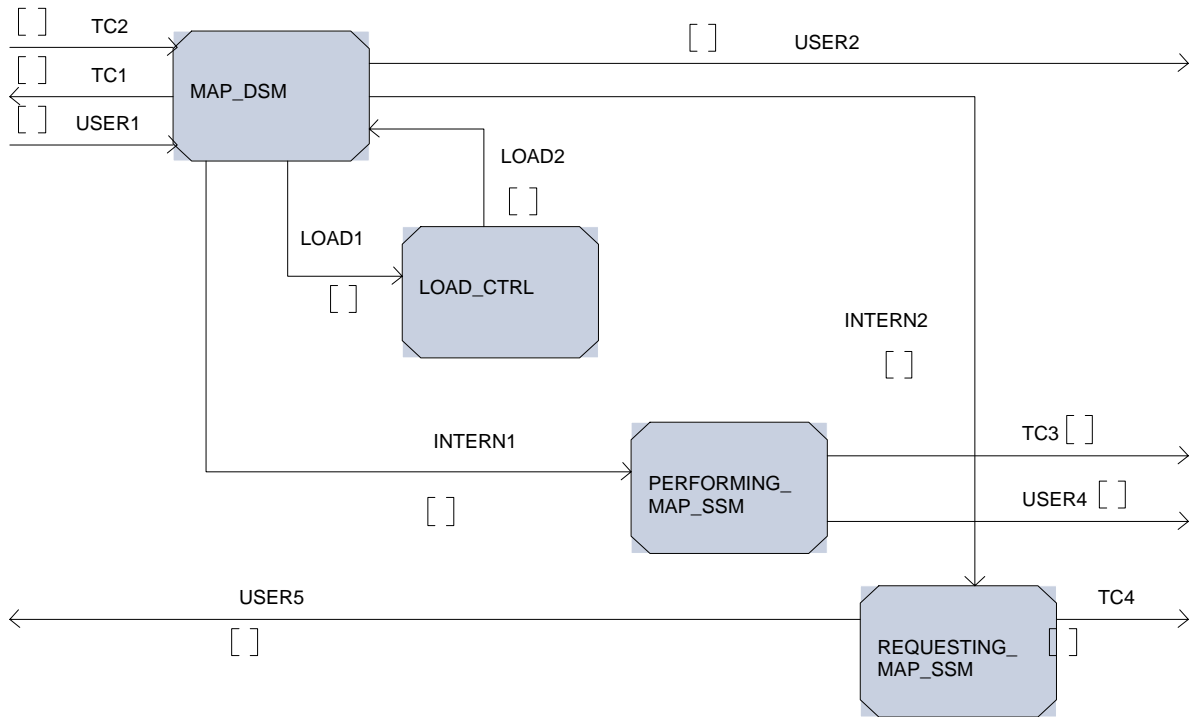 [ ] TC2
[ ] USER2
[ ] TC1
MAP_DSM
[ ] USER1
LOAD2
[ ]
LOAD1
[ ]
LOAD_CTRL
INTERN2
[ ]
INTERN1
[ ]
TC3 [ ]
PERFORMING_
MAP_SSM
USER4 [ ]
USER5
[ ]
TC4
[ ]
REQUESTING_
MAP_SSM